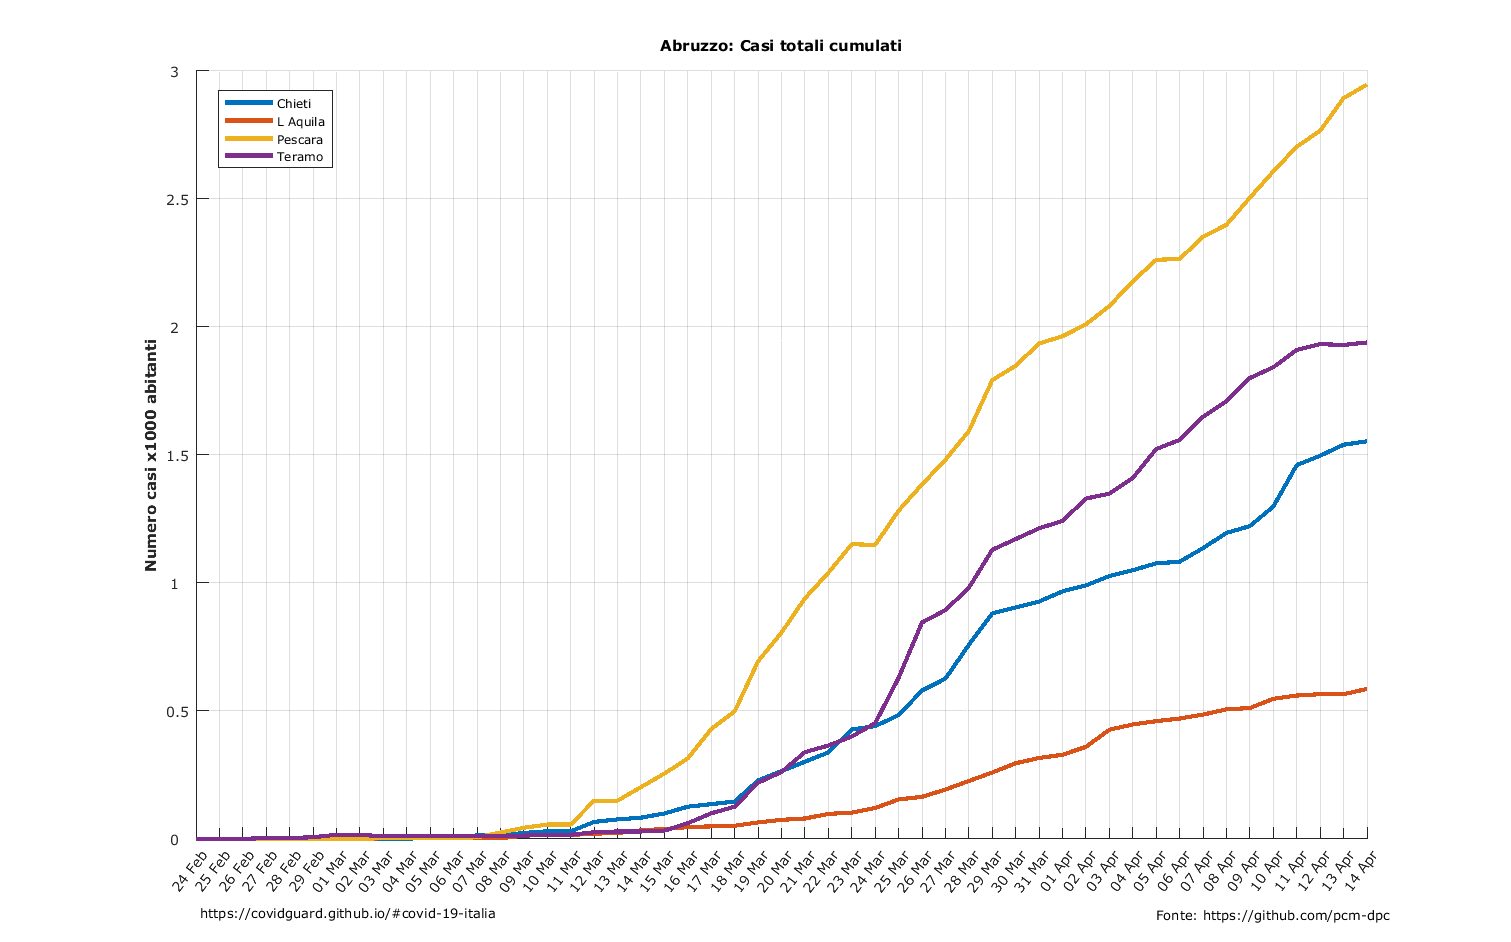 Abruzzo: Casi totali cumulati
3
2.5
2
1.5
1
0.5
0
Numero casi x1000 abitanti
Chieti
L Aquila
Pescara
Teramo
24 Feb
25 Feb
26 Feb
27 Feb
28 Feb
29 Feb
01 Mar
02 Mar
03 Mar
04 Mar
05 Mar
06 Mar
07 Mar
08 Mar
09 Mar
10 Mar
11 Mar
12 Mar
13 Mar
14 Mar
15 Mar
16 Mar
17 Mar
18 Mar
19 Mar
20 Mar
21 Mar
22 Mar
23 Mar
24 Mar
25 Mar
26 Mar
27 Mar
28 Mar
29 Mar
30 Mar
31 Mar
01 Apr
02 Apr
03 Apr
04 Apr
05 Apr
06 Apr
07 Apr
08 Apr
09 Apr
10 Apr
11 Apr
12 Apr
13 Apr
14 Apr
https://covidguard.github.io/#covid-19-italia
Fonte: https://github.com/pcm-dpc